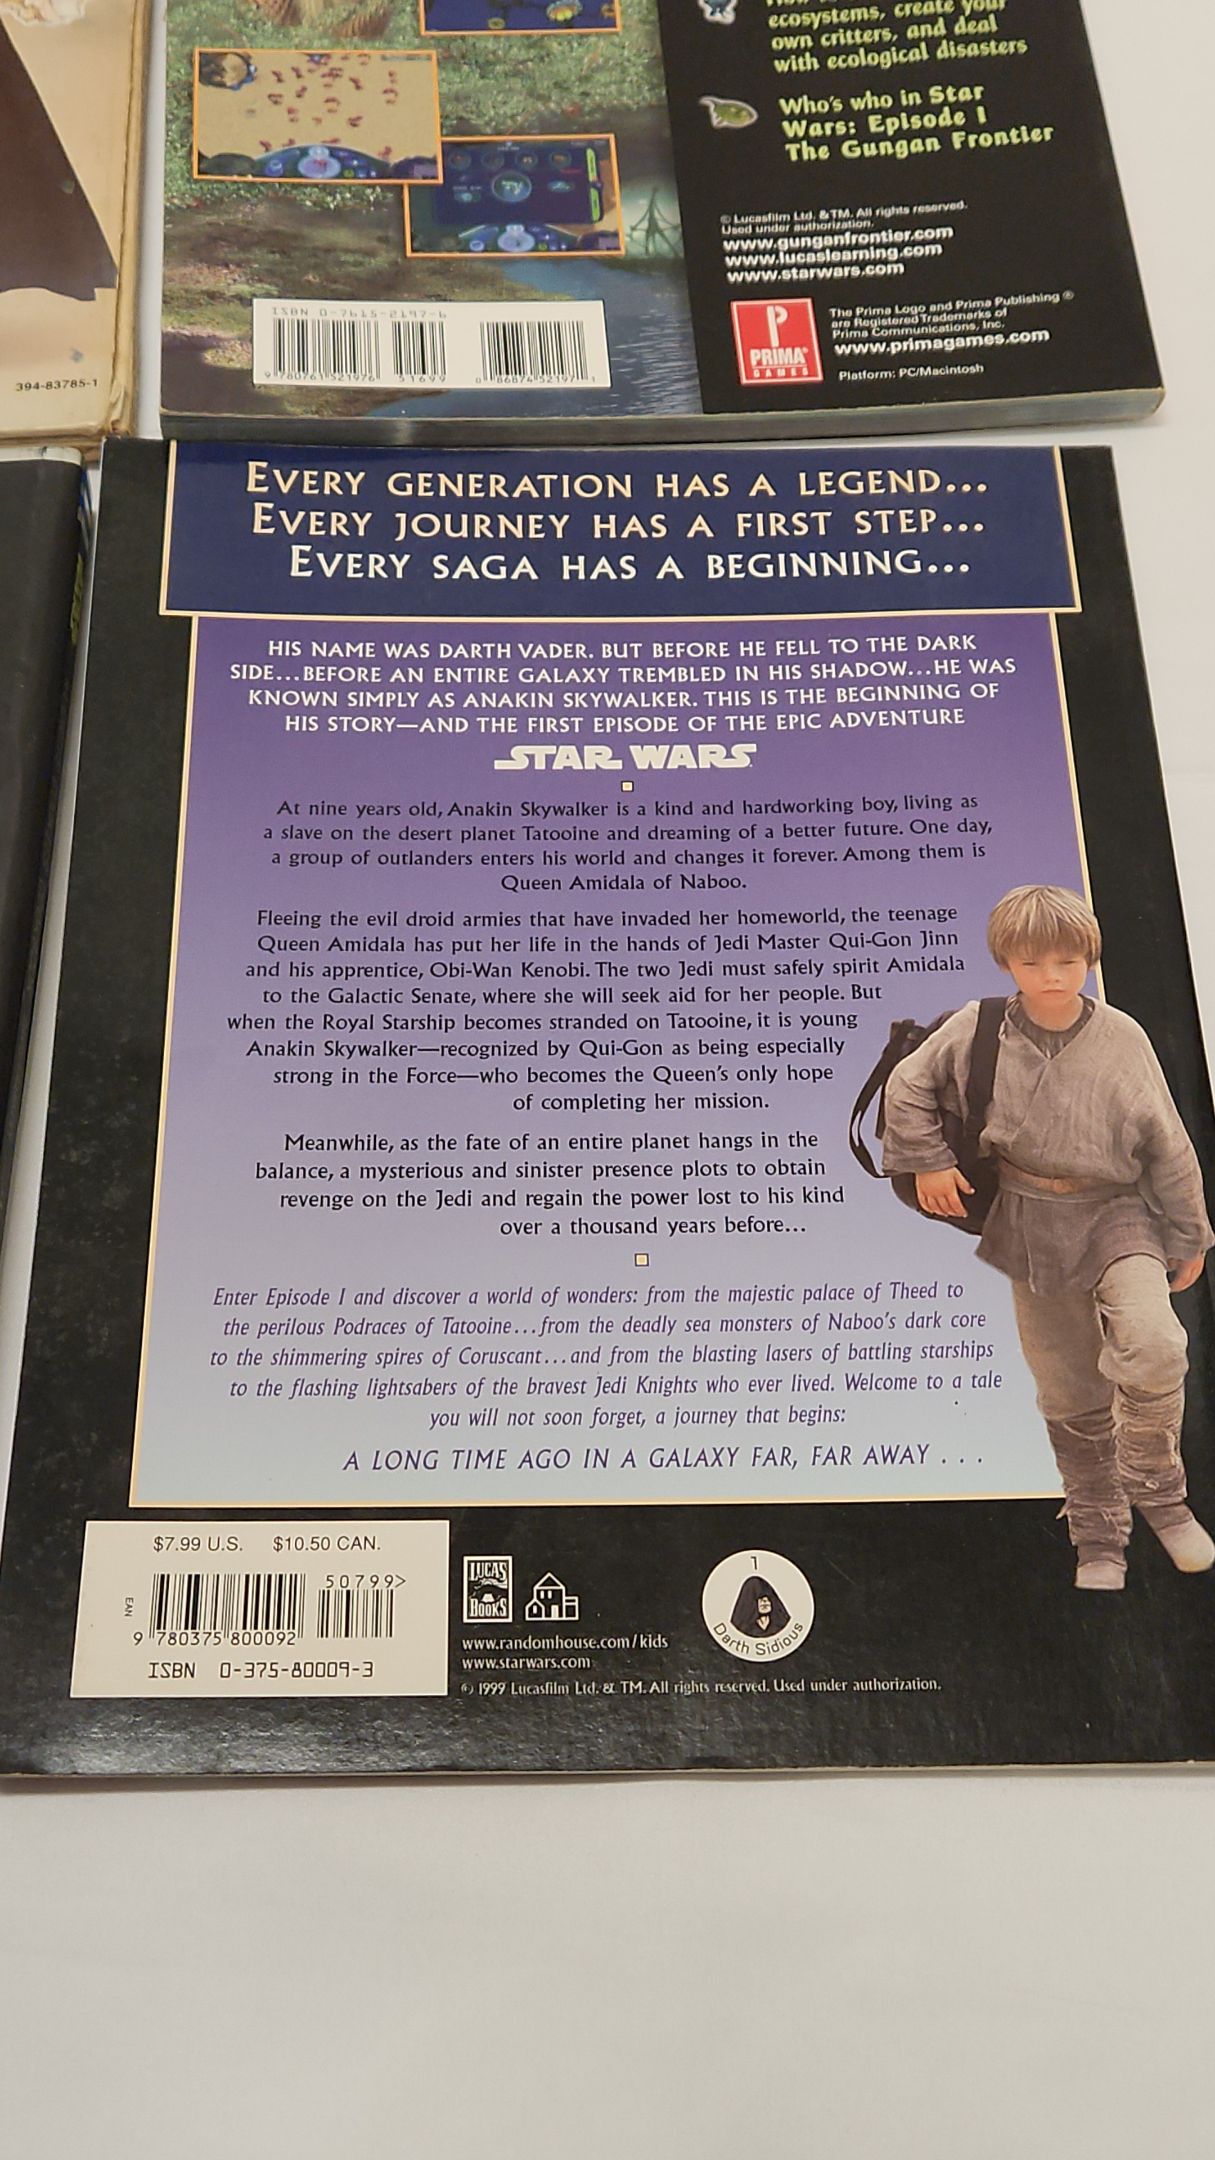 ecosystems, create your
own critters, and deal
with ecological disasters
Who's who in Star
Wars: Episode I
The Gungan Frontier
© Lucasfilm Ltd. & TM. All rights reserved.
Used under authorization.
www.gunganfrontier.com
www.lucaslearning.com
www.starwars.com
ISBN 0-7615-2197-6
9 780761 521976
51699
0 86874 52197 1
PRIMA
GAMES
The Prima Logo and Prima Publishing ®
are Registered Trademarks of
Prima Communications, Inc.
www.primagames.com
Platform: PC/Macintosh
394-83785-1
EVERY GENERATION HAS A LEGEND...
EVERY JOURNEY HAS A FIRST STEP...
EVERY SAGA HAS A BEGINNING...
HIS NAME WAS DARTH VADER. BUT BEFORE HE FELL TO THE DARK
SIDE...BEFORE AN ENTIRE GALAXY TREMBLED IN HIS SHADOW...HE WAS
KNOWN SIMPLY AS ANAKIN SKYWALKER. THIS IS THE BEGINNING OF
HIS STORY—AND THE FIRST EPISODE OF THE EPIC ADVENTURE
STAR WARS
At nine years old, Anakin Skywalker is a kind and hardworking boy, living as
a slave on the desert planet Tatooine and dreaming of a better future. One day,
a group of outlanders enters his world and changes it forever. Among them is
Queen Amidala of Naboo.
Fleeing the evil droid armies that have invaded her homeworld, the teenage
Queen Amidala has put her life in the hands of Jedi Master Qui-Gon Jinn
and his apprentice, Obi-Wan Kenobi. The two Jedi must safely spirit Amidala
to the Galactic Senate, where she will seek aid for her people. But
when the Royal Starship becomes stranded on Tatooine, it is young
Anakin Skywalker—recognized by Qui-Gon as being especially
strong in the Force—who becomes the Queen's only hope
of completing her mission.
Meanwhile, as the fate of an entire planet hangs in the
balance, a mysterious and sinister presence plots to obtain
revenge on the Jedi and regain the power lost to his kind
over a thousand years before...
Enter Episode I and discover a world of wonders: from the majestic palace of Theed to
the perilous Podraces of Tatooine...from the deadly sea monsters of Naboo's dark core
to the shimmering spires of Coruscant...and from the blasting lasers of battling starships
to the flashing lightsabers of the bravest Jedi Knights who ever lived. Welcome to a tale
you will not soon forget, a journey that begins:
A LONG TIME AGO IN A GALAXY FAR, FAR AWAY . . .
$7.99 U.S. $10.50 CAN.
50799>
EAN
9 780375 800092
ISBN 0-375-80009-3
LUCAS
BOOKS
www.randomhouse.com/kids
www.starwars.com
© 1999 Lucasfilm Ltd. & TM. All rights reserved. Used under authorization.
1
Darth Sidious